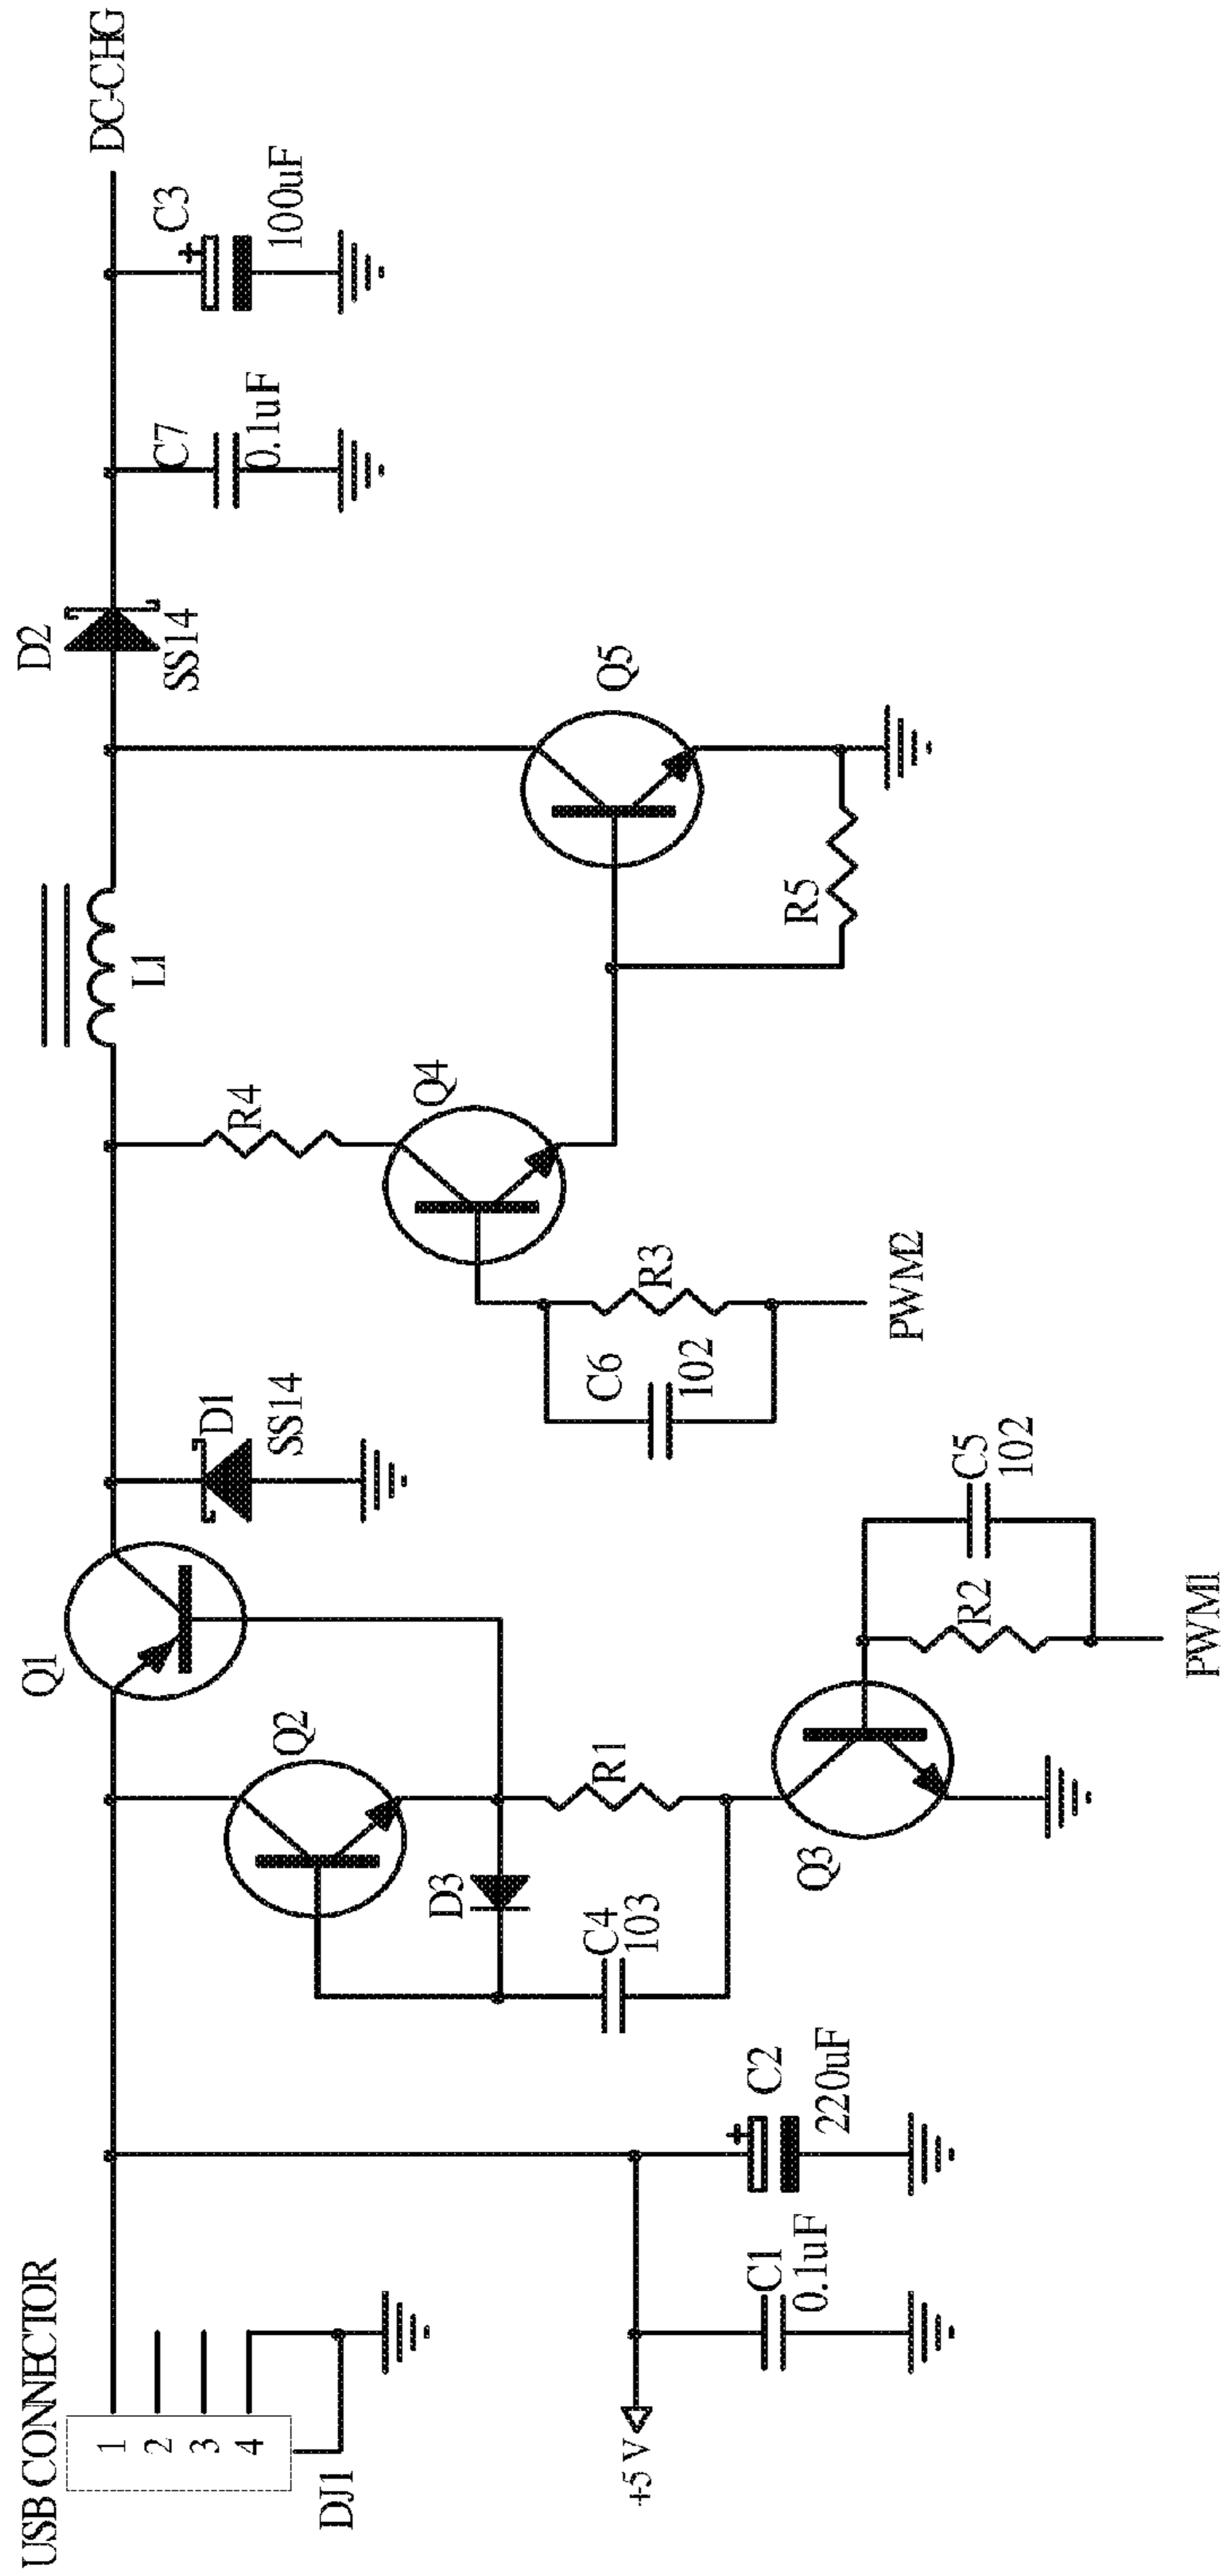 USB CONNECTOR
1
2
3
4
DJ1
+5 V
C1
0.1uF
C2
220uF
C4
103
D3
Q2
Q1
R1
Q3
R2
C5
102
PWM1
D1
SS14
C6
102
R3
PWM2
Q4
R4
L1
R5
Q5
D2
SS14
C7
0.1uF
C3
+
100uF
DC-CHG
+